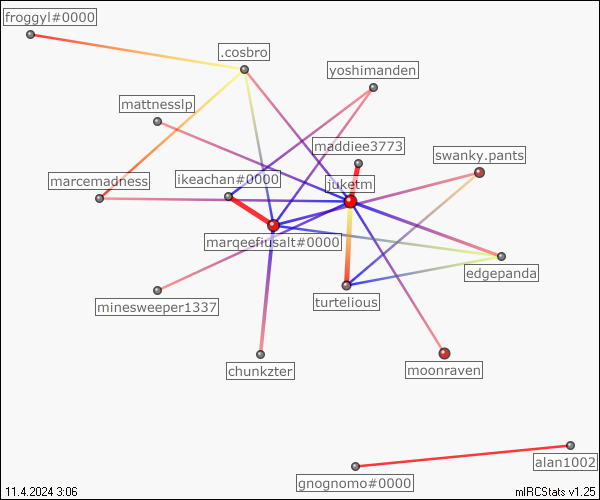 froggyl#0000
.cosbro
yoshimanden
mattnesslp
maddiee3773
swanky.pants
marcemadness
ikeachan#0000
juketm
marqeefiusalt#0000
edgepanda
minesweeper1337
turtelious
chunkzter
moonraven
alan1002
gnognomo#0000
11.4.2024 3:06
mIRCStats v1.25